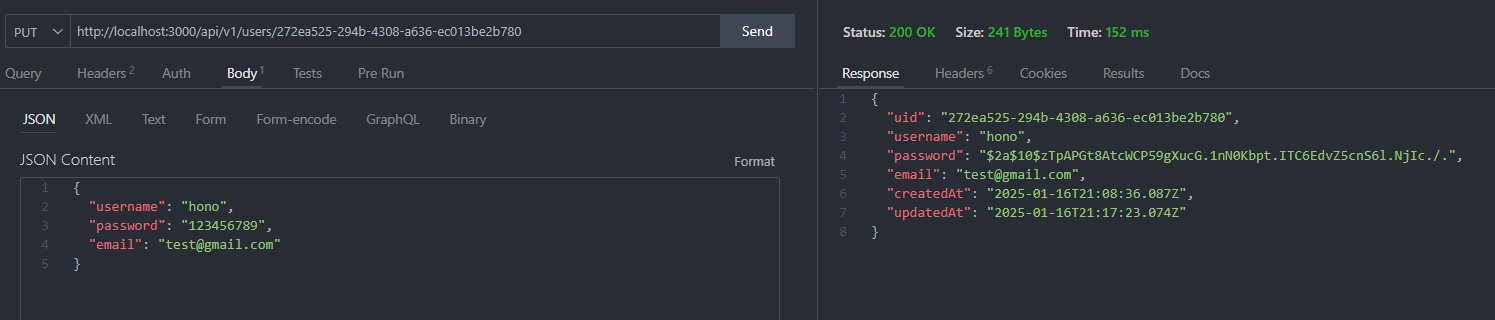 PUT http://localhost:3000/api/v1/users/272ea525-294b-4308-a636-ec013be2b780 Send
Query Headers 2 Auth Body 1 Tests Pre Run
JSON XML Text Form Form-encode GraphQL Binary
JSON Content Format
1 {
2 "username": "hono",
3 "password": "123456789",
4 "email": "test@gmail.com"
5 }
Status: 200 OK Size: 241 Bytes Time: 152 ms
Response Headers 6 Cookies Results Docs
1 {
2 "uid": "272ea525-294b-4308-a636-ec013be2b780",
3 "username": "hono",
4 "password": "$2a$10$zTpAPGt8AtcWCP59gXucG.1nN0Kbpt.ITC6EdvZ5cnS6l.NjIc./.",
5 "email": "test@gmail.com",
6 "createdAt": "2025-01-16T21:08:36.087Z",
7 "updatedAt": "2025-01-16T21:17:23.074Z"
8 }